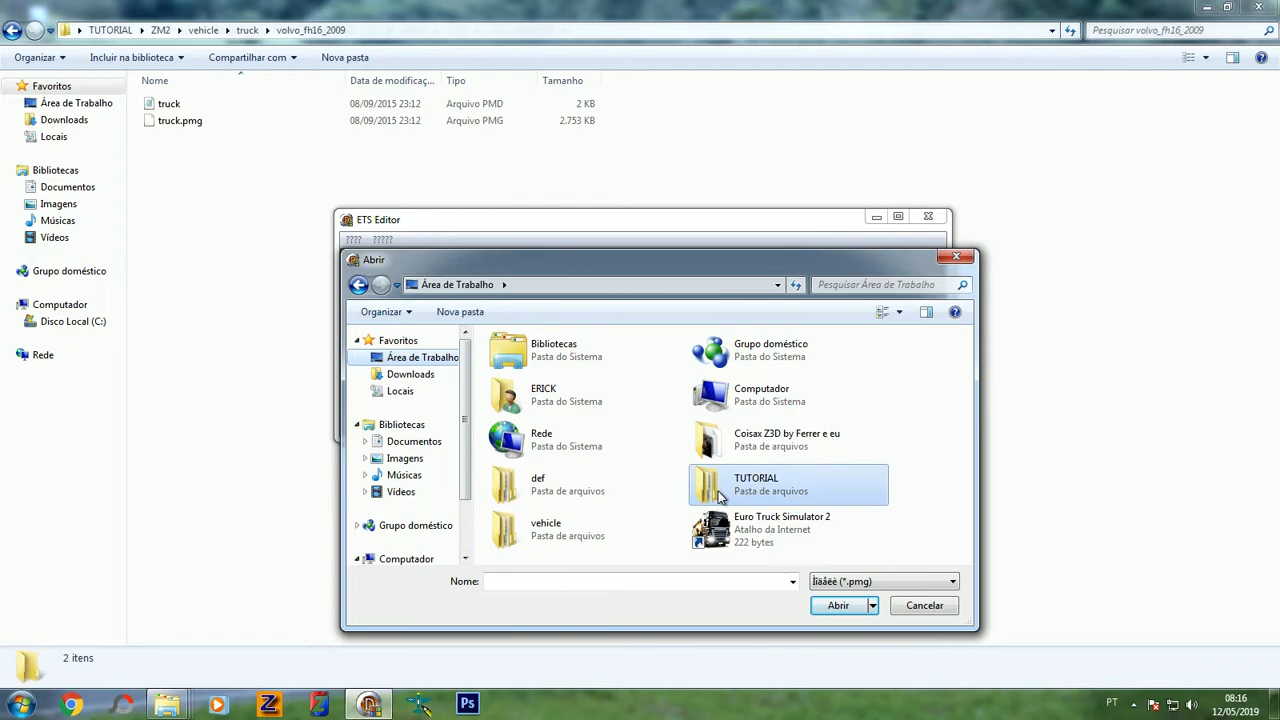 TUTORIAL ZM2 vehicle truck volvo_fh16_2009
Pesquisar volvo_fh16_2009
Organizar Incluir na biblioteca Compartilhar com Nova pasta
Favoritos
Área de Trabalho
Downloads
Locais
Bibliotecas
Documentos
Imagens
Músicas
Vídeos
Grupo doméstico
Computador
Disco Local (C:)
Rede
Nome Data de modificaç... Tipo Tamanho
truck 08/09/2015 23:12 Arquivo PMD 2 KB
truck.pmg 08/09/2015 23:12 Arquivo PMG 2.753 KB
ETS Editor
???? ?????
Abrir
Área de Trabalho
Pesquisar Área de Trabalho
Organizar Nova pasta
Favoritos
Área de Trabalho
Downloads
Locais
Bibliotecas
Documentos
Imagens
Músicas
Vídeos
Grupo doméstico
Computador
Bibliotecas
Pasta do Sistema
Grupo doméstico
Pasta do Sistema
ERICK
Pasta do Sistema
Computador
Pasta do Sistema
Rede
Pasta do Sistema
Coisax Z3D by Ferrer e eu
Pasta de arquivos
def
Pasta de arquivos
TUTORIAL
Pasta de arquivos
vehicle
Pasta de arquivos
Euro Truck Simulator 2
Atalho da Internet
222 bytes
Nome:
Ìîäåëè (*.pmg)
Abrir Cancelar
2 itens
Ps
PT
08:16
12/05/2019